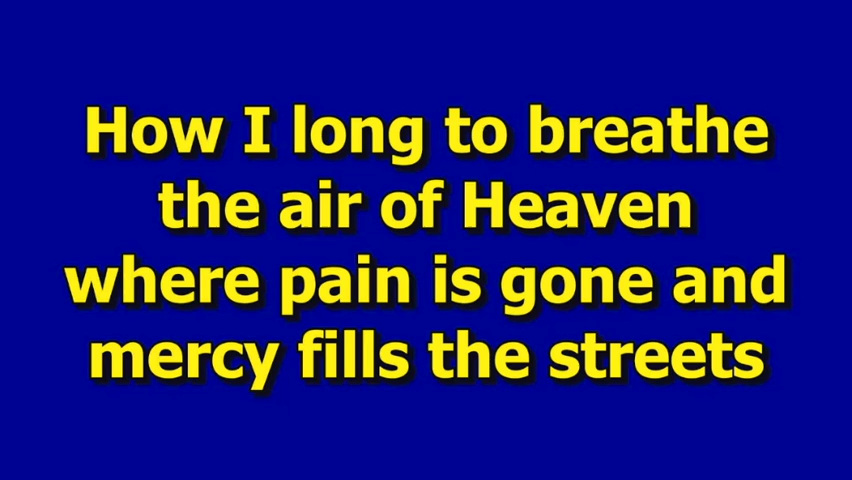 How I long to breathe
the air of Heaven
where pain is gone and
mercy fills the streets